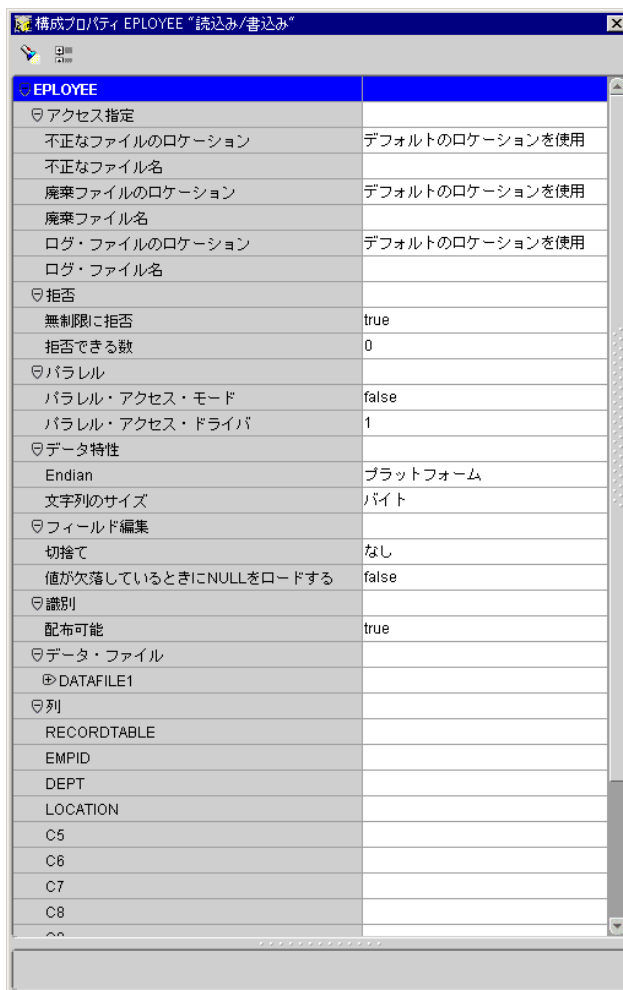 構成プロパティ EPLOYEE “読込み/書込み”
EPLOYEE
アクセス指定
不正なファイルのロケーション デフォルトのロケーションを使用
不正なファイル名
廃棄ファイルのロケーション デフォルトのロケーションを使用
廃棄ファイル名
ログ・ファイルのロケーション デフォルトのロケーションを使用
ログ・ファイル名
拒否
無制限に拒否 true
拒否できる数 0
パラレル
パラレル・アクセス・モード false
パラレル・アクセス・ドライバ 1
データ特性
Endian プラットフォーム
文字列のサイズ バイト
フィールド編集
切捨て なし
値が欠落しているときにNULLをロードする false
識別
配布可能 true
データ・ファイル
DATAFILE1
列
RECORDTABLE
EMPID
DEPT
LOCATION
C5
C6
C7
C8